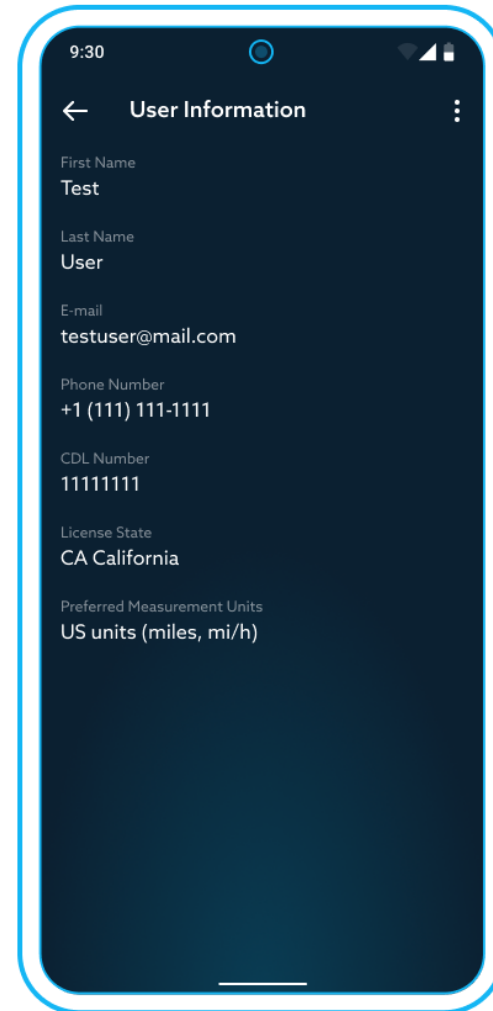 9:30
User Information
First Name
Test
Last Name
User
E-mail
testuser@mail.com
Phone Number
+1 (111) 111-1111
CDL Number
11111111
License State
CA California
Preferred Measurement Units
US units (miles, mi/h)